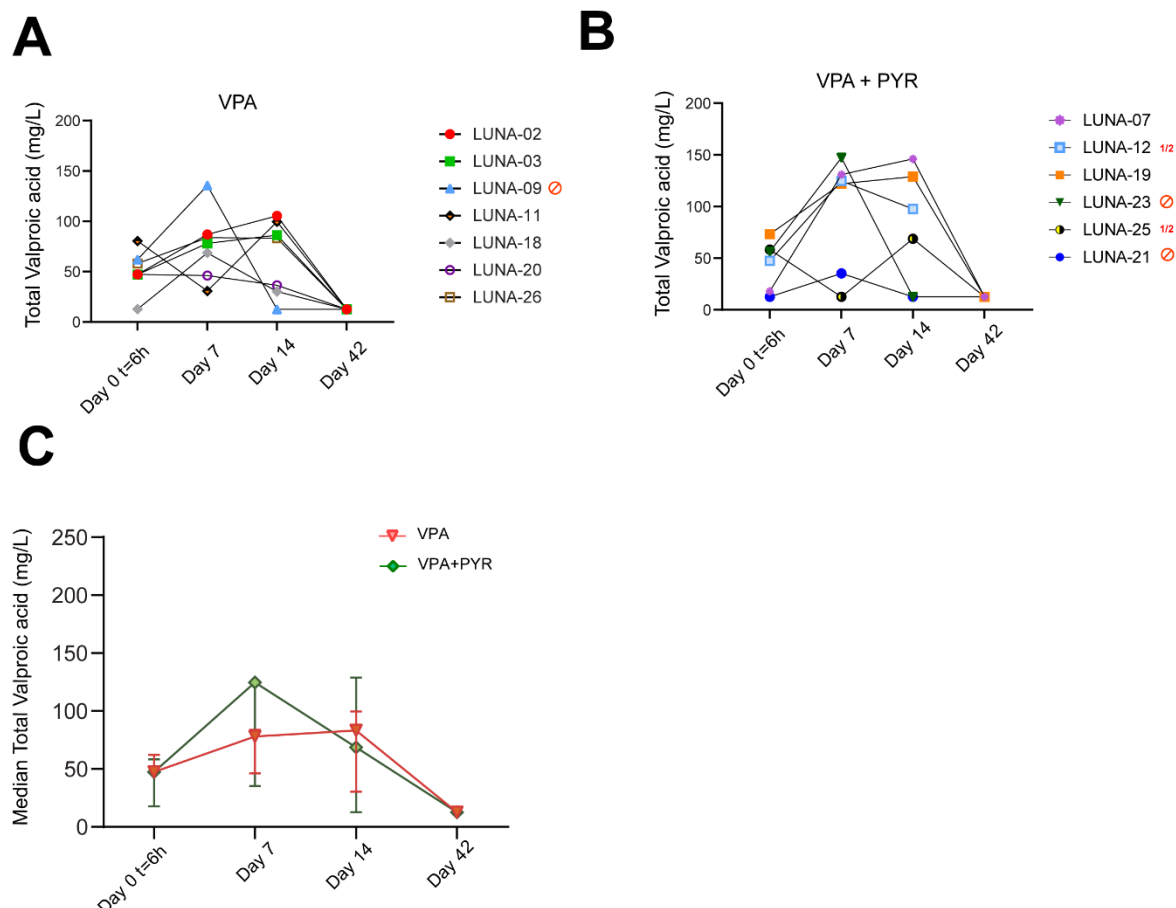 A
VPA
Total Valproic acid (mg/L)
200
150
100
50
0
Day 0 t=6h
Day 7
Day 14
Day 42
LUNA-02
LUNA-03
LUNA-09
LUNA-11
LUNA-18
LUNA-20
LUNA-26
B
VPA + PYR
Total Valproic acid (mg/L)
200
150
100
50
0
Day 0 t=6h
Day 7
Day 14
Day 42
LUNA-07
LUNA-12 1/2
LUNA-19
LUNA-23
LUNA-25 1/2
LUNA-21
C
Median Total Valproic acid (mg/L)
250
200
150
100
50
0
Day 0 t=6h
Day 7
Day 14
Day 42
VPA
VPA+PYR